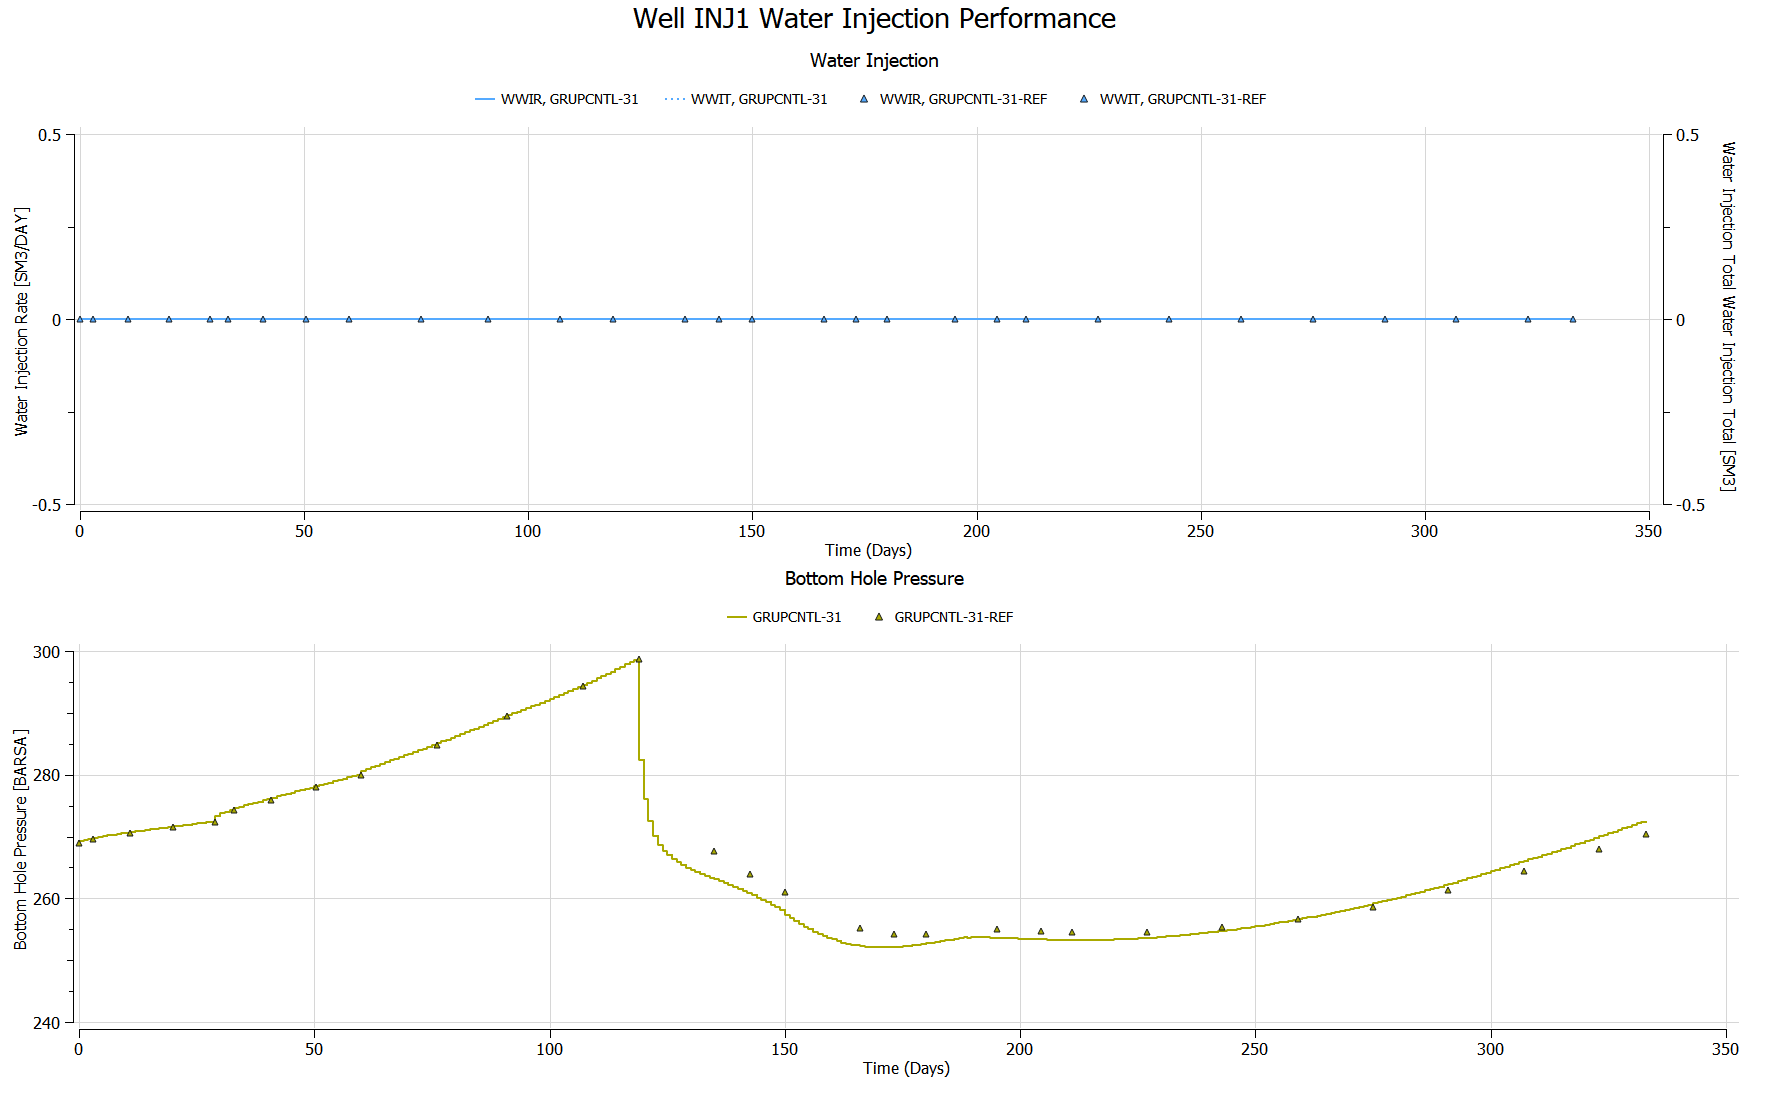 Well INJ1 Water Injection Performance
Water Injection
WWIR, GRUPCNTL-31 WWIT, GRUPCNTL-31 WWIR, GRUPCNTL-31-REF WWIT, GRUPCNTL-31-REF
Water Injection Rate [SM3/DAY]
0.5
0
-0.5
0.5
0
-0.5
Water Injection Total Water Injection Total [SM3]
0 50 100 150 200 250 300 350
Time (Days)
Bottom Hole Pressure
GRUPCNTL-31 GRUPCNTL-31-REF
Bottom Hole Pressure [BARSA]
300
280
260
240
0 50 100 150 200 250 300 350
Time (Days)